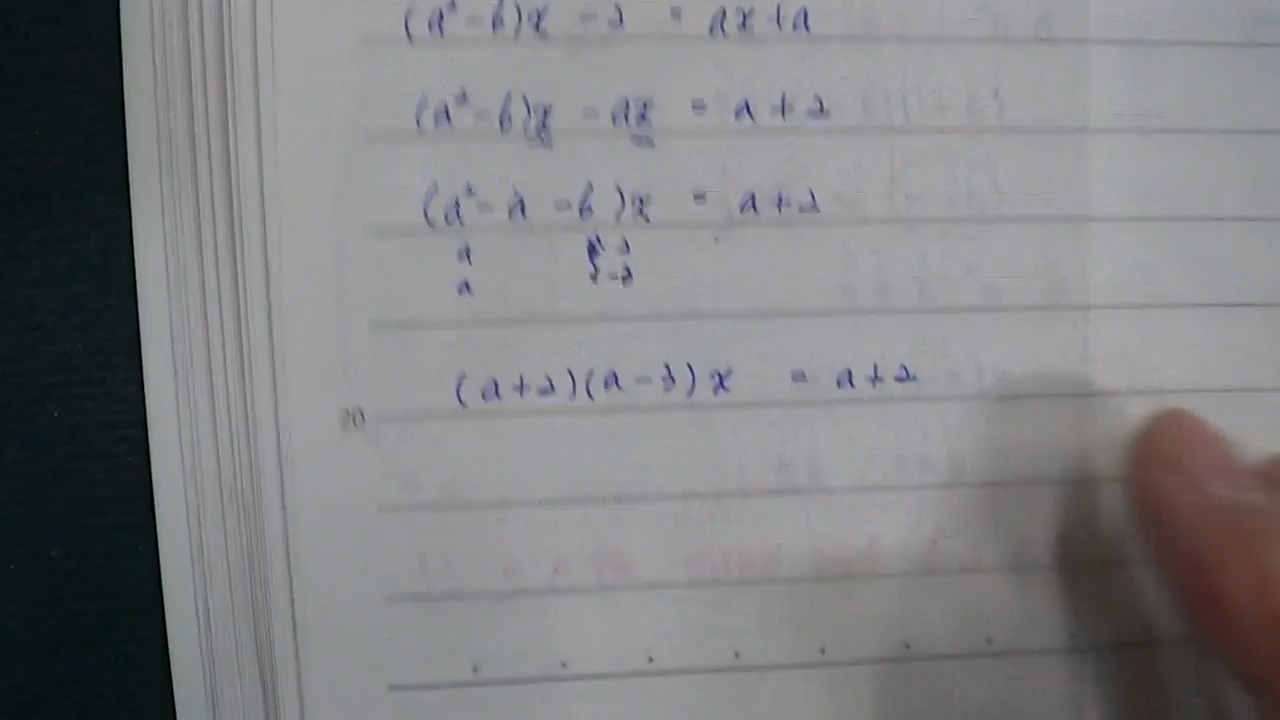 (a²-6)x -2 = ax+a
(a²-6)x - ax = a+2
(a²-a-6)x = a+2
a 2
a -3
(a+2)(a-3)x = a+2